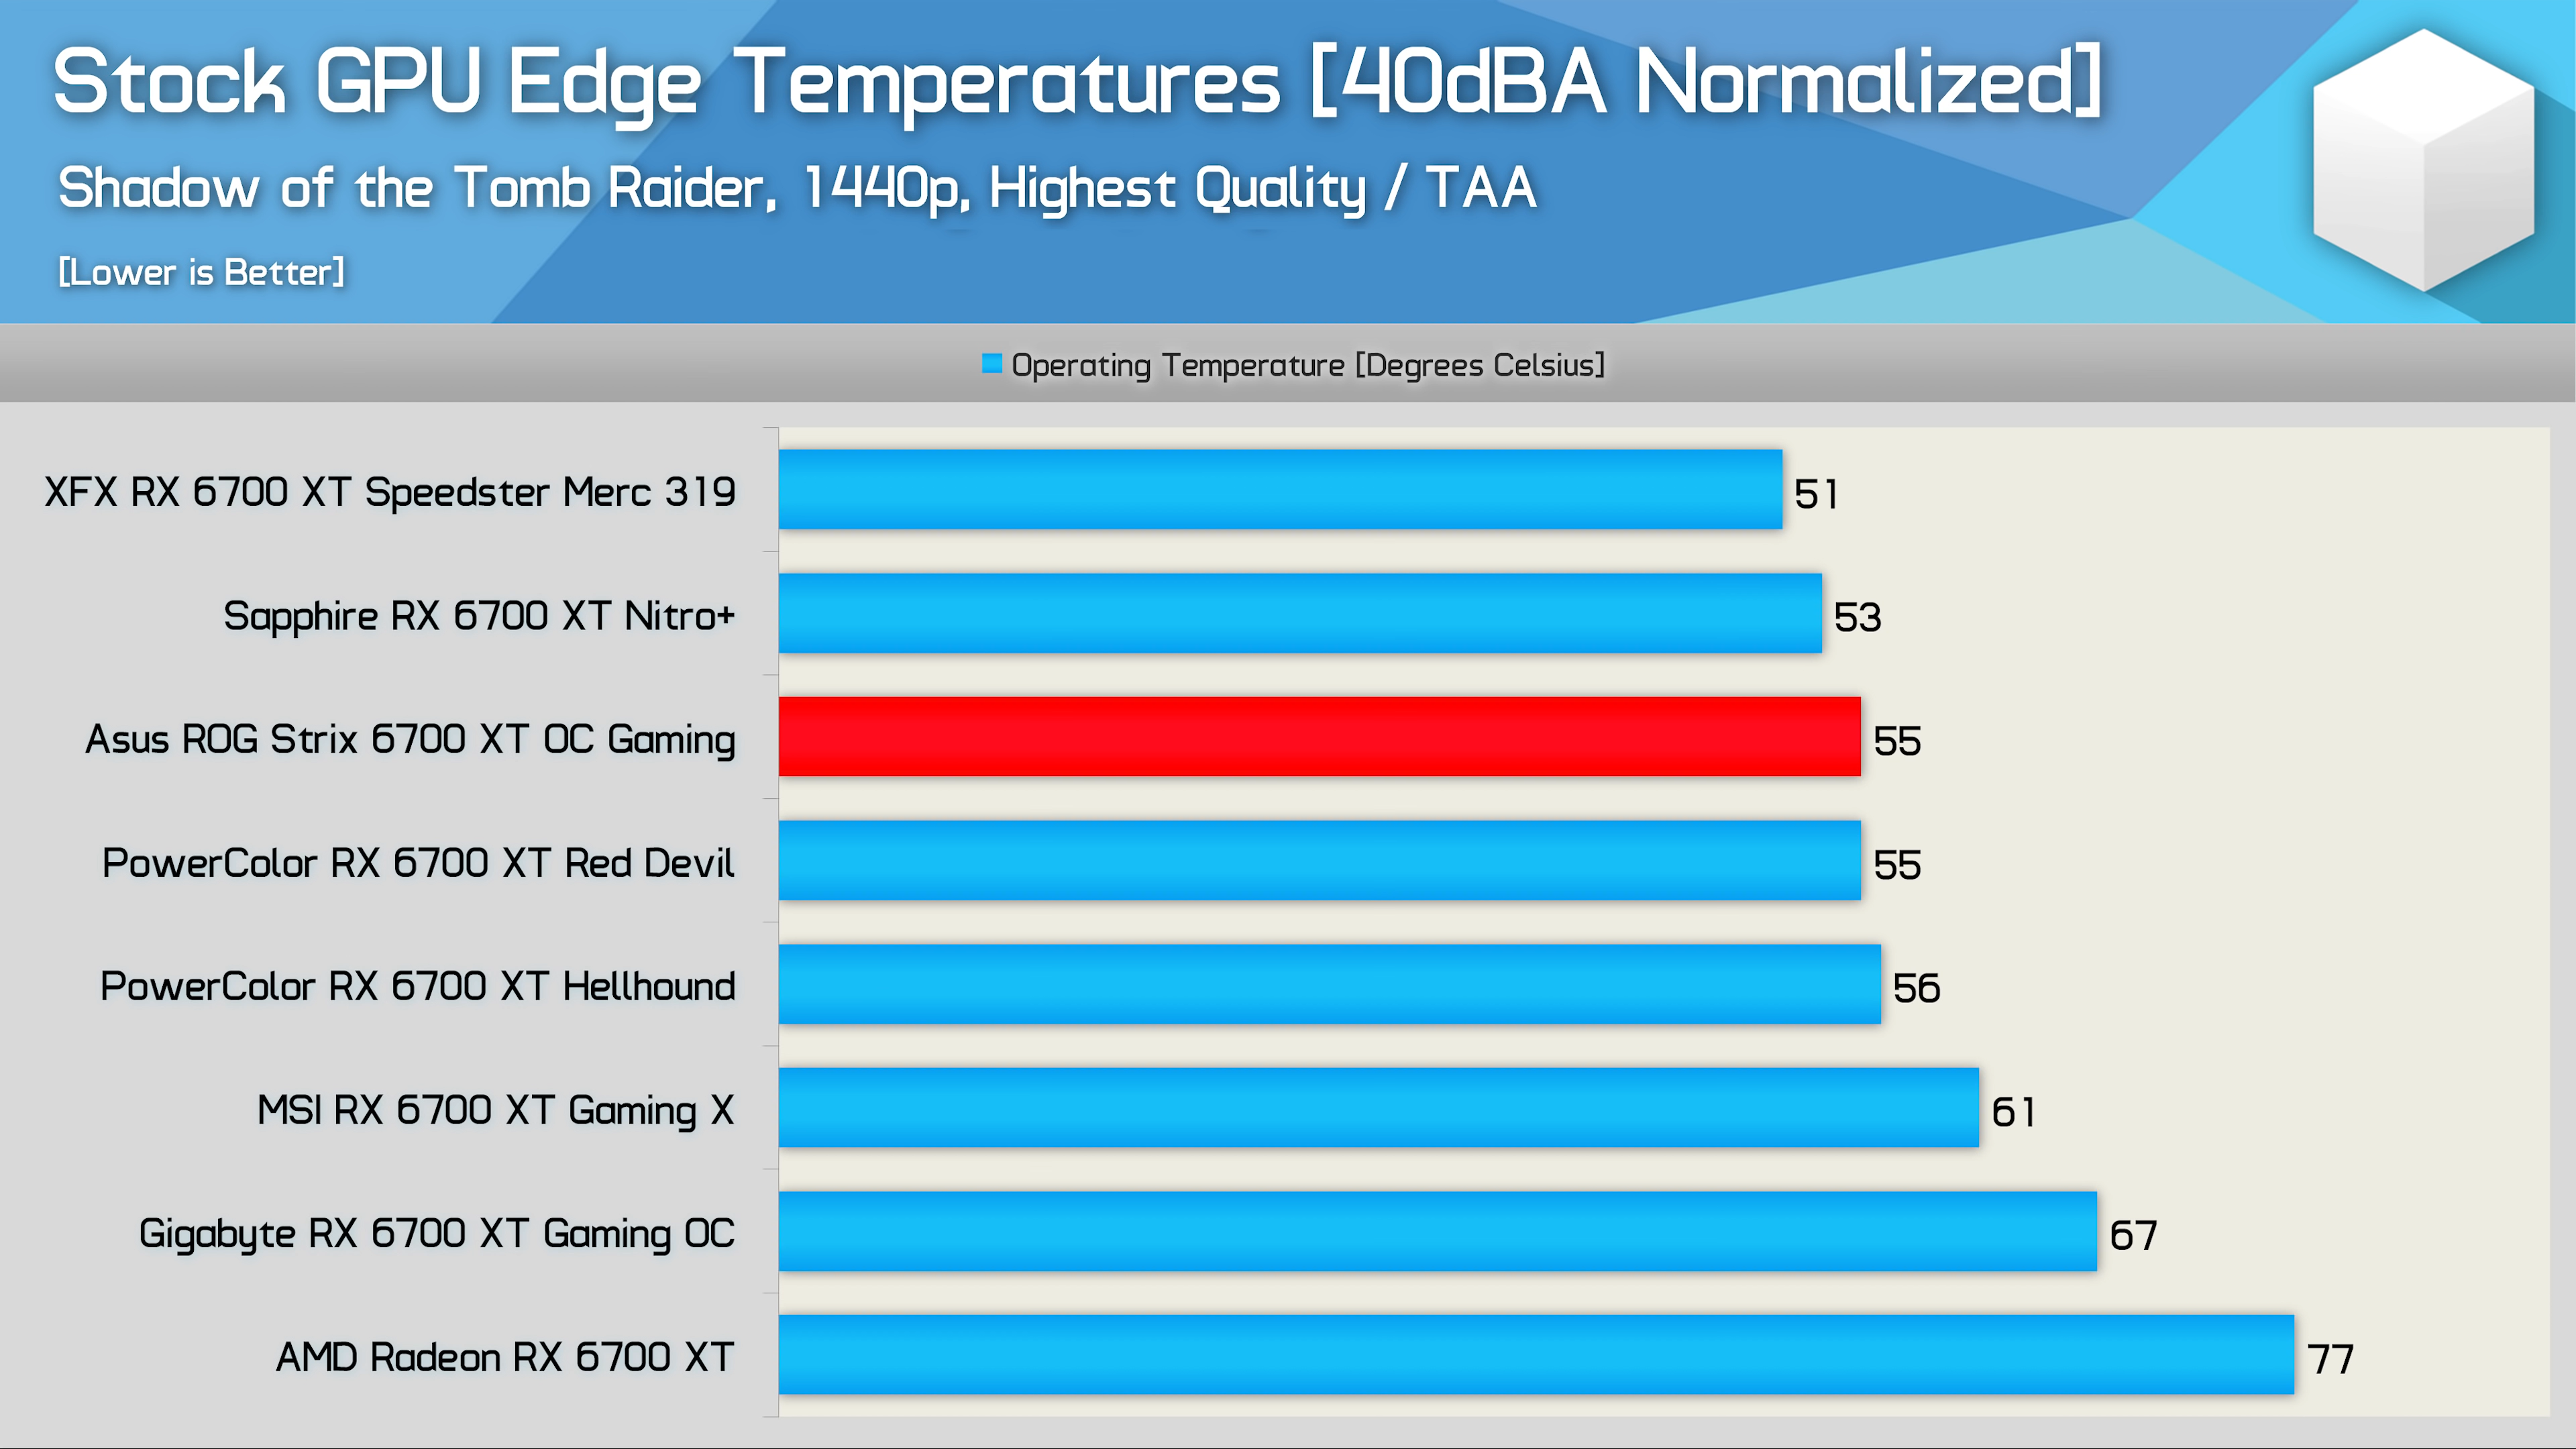 Stock GPU Edge Temperatures [40dBA Normalized]
Shadow of the Tomb Raider, 1440p, Highest Quality / TAA
[Lower is Better]
Operating Temperature [Degrees Celsius]
XFX RX 6700 XT Speedster Merc 319 51
Sapphire RX 6700 XT Nitro+ 53
Asus ROG Strix 6700 XT OC Gaming 55
PowerColor RX 6700 XT Red Devil 55
PowerColor RX 6700 XT Hellhound 56
MSI RX 6700 XT Gaming X 61
Gigabyte RX 6700 XT Gaming OC 67
AMD Radeon RX 6700 XT 77